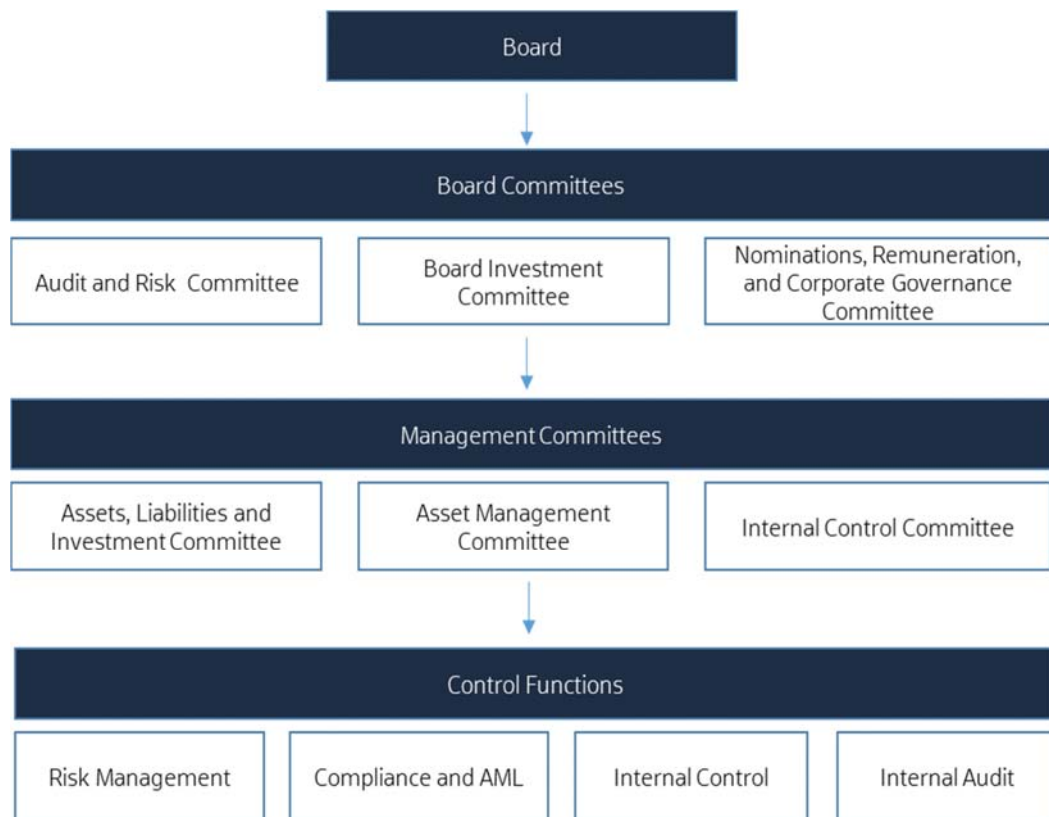 Board
Board Committees
Audit and Risk Committee
Board Investment
Committee
Nominations, Remuneration,
and Corporate Governance
Committee
Management Committees
Assets, Liabilities and
Investment Committee
Asset Management
Committee
Internal Control Committee
Control Functions
Risk Management
Compliance and AML
Internal Control
Internal Audit